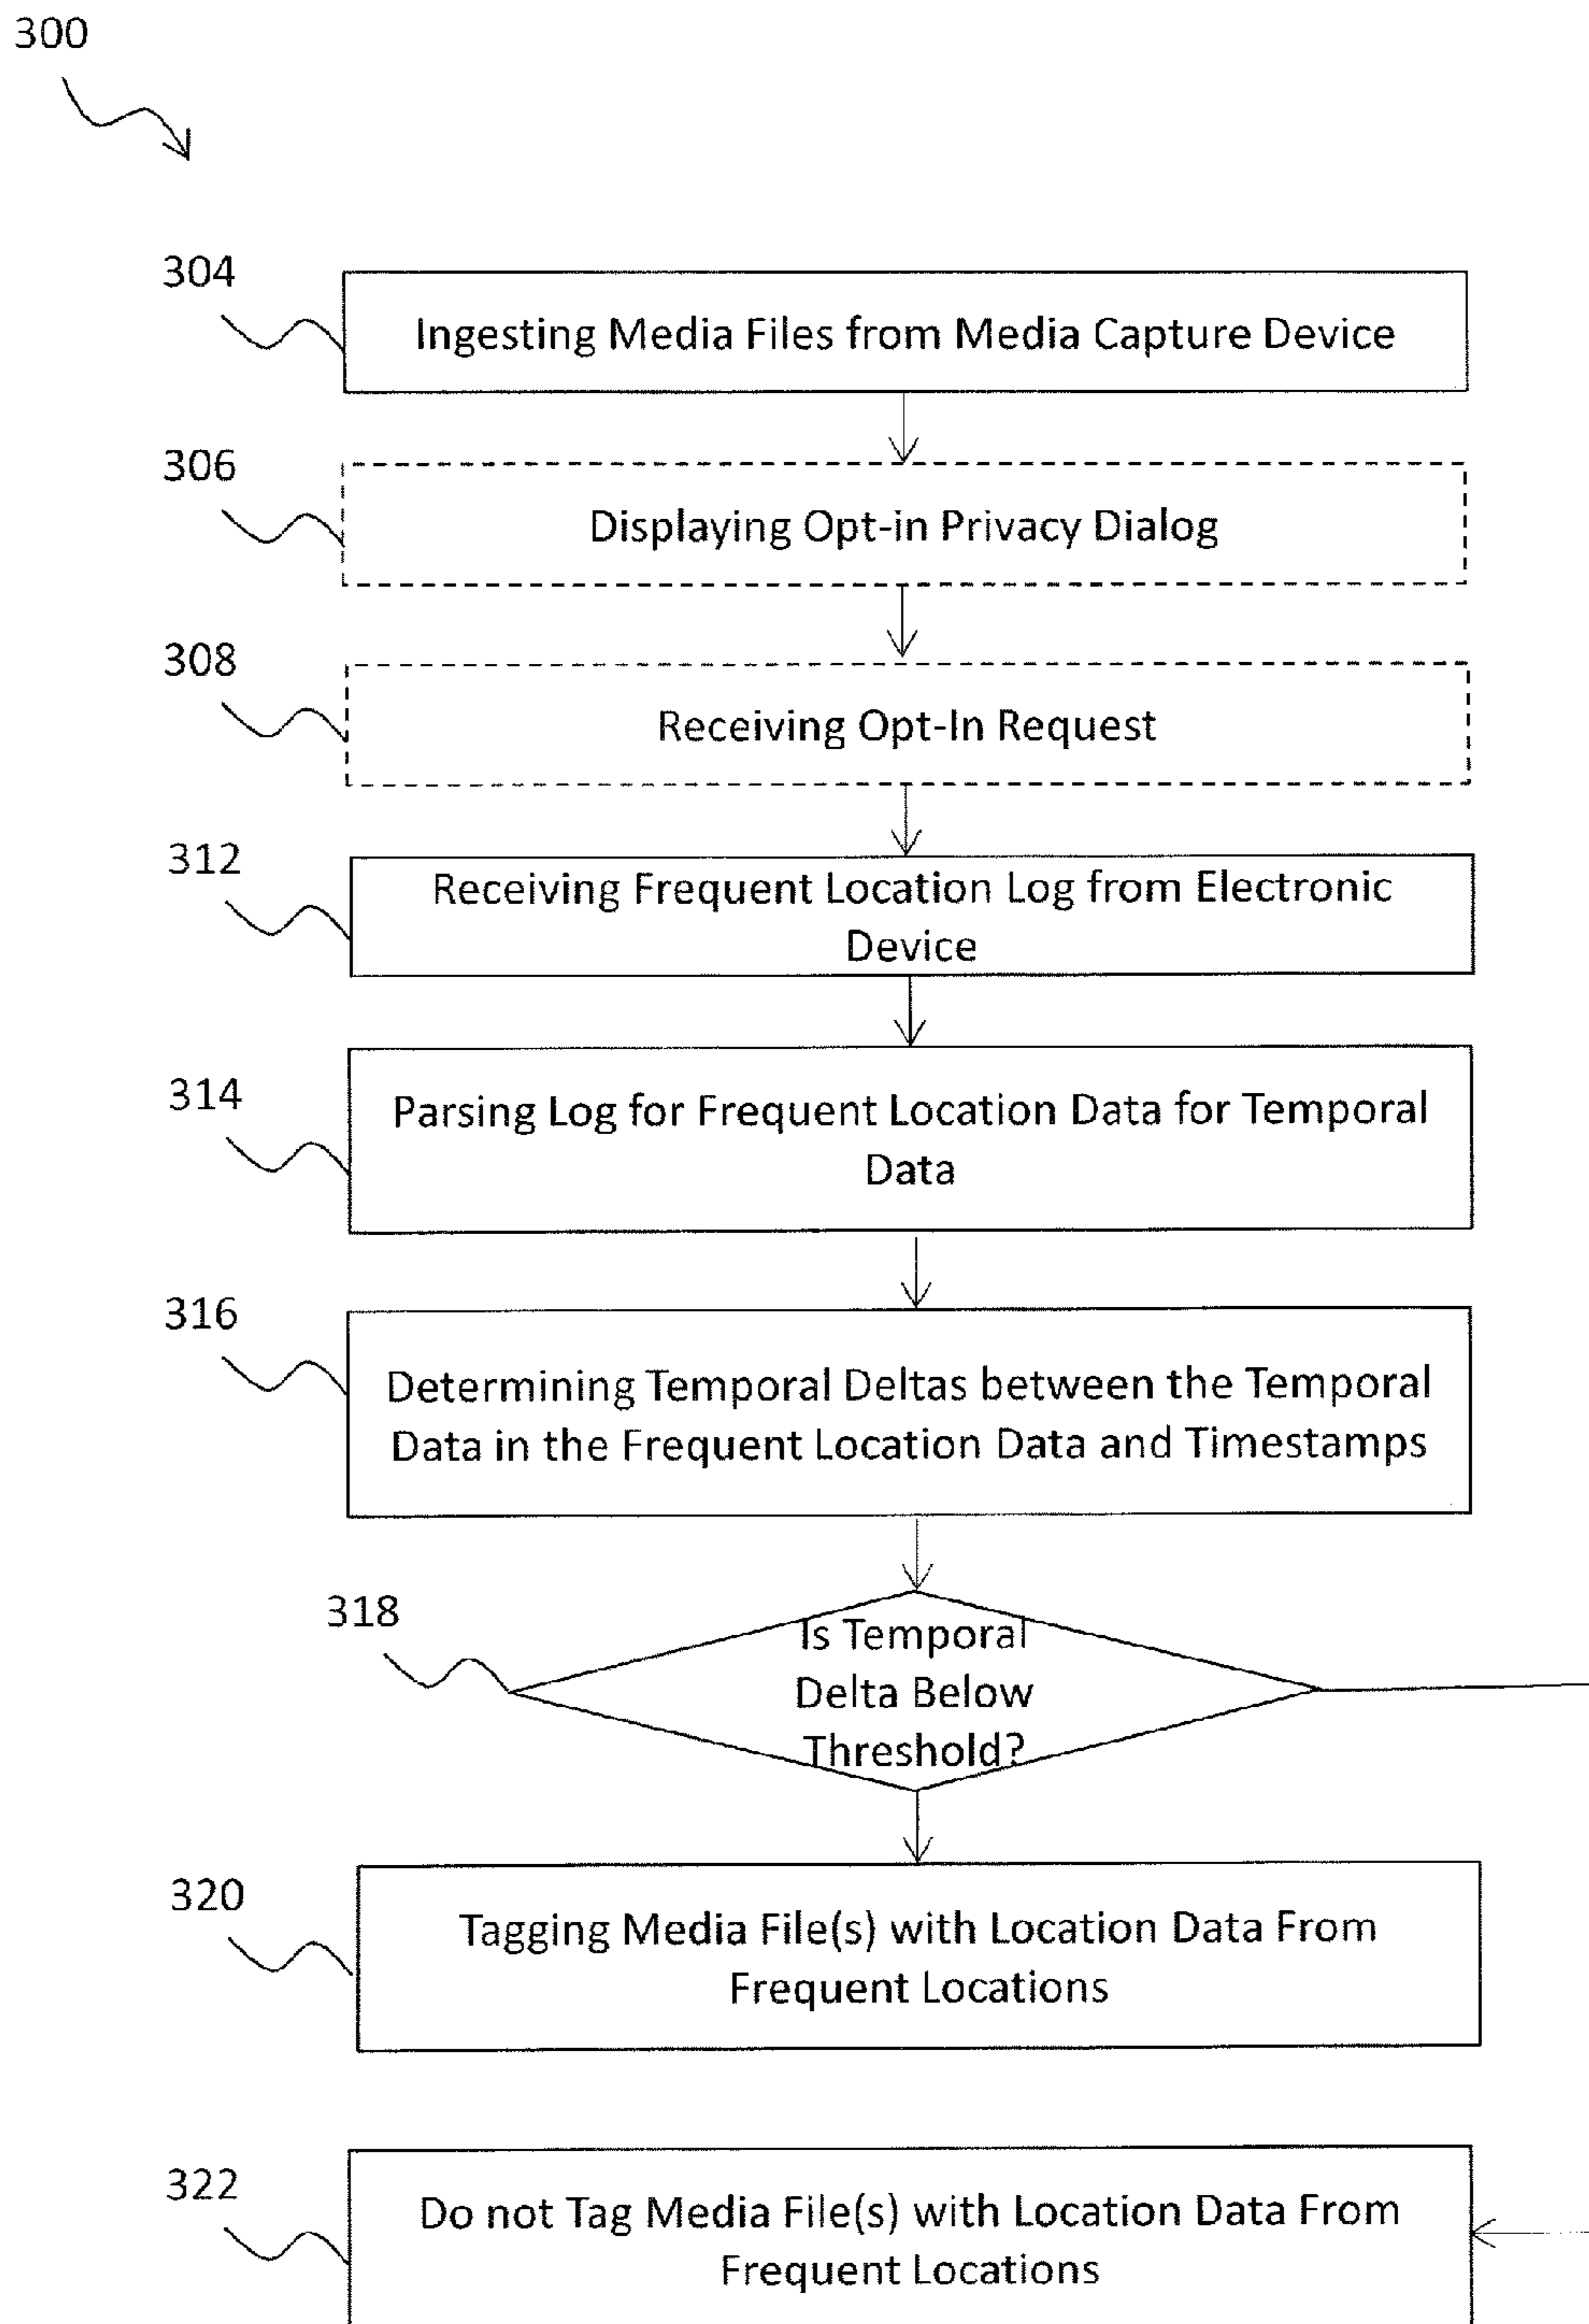 300
304
Ingesting Media Files from Media Capture Device
306
Displaying Opt-in Privacy Dialog
308
Receiving Opt-In Request
312
Receiving Frequent Location Log from Electronic
Device
314
Parsing Log for Frequent Location Data for Temporal
Data
316
Determining Temporal Deltas between the Temporal
Data in the Frequent Location Data and Timestamps
318
Is Temporal
Delta Below
Threshold?
320
Tagging Media File(s) with Location Data From
Frequent Locations
322
Do not Tag Media File(s) with Location Data From
Frequent Locations